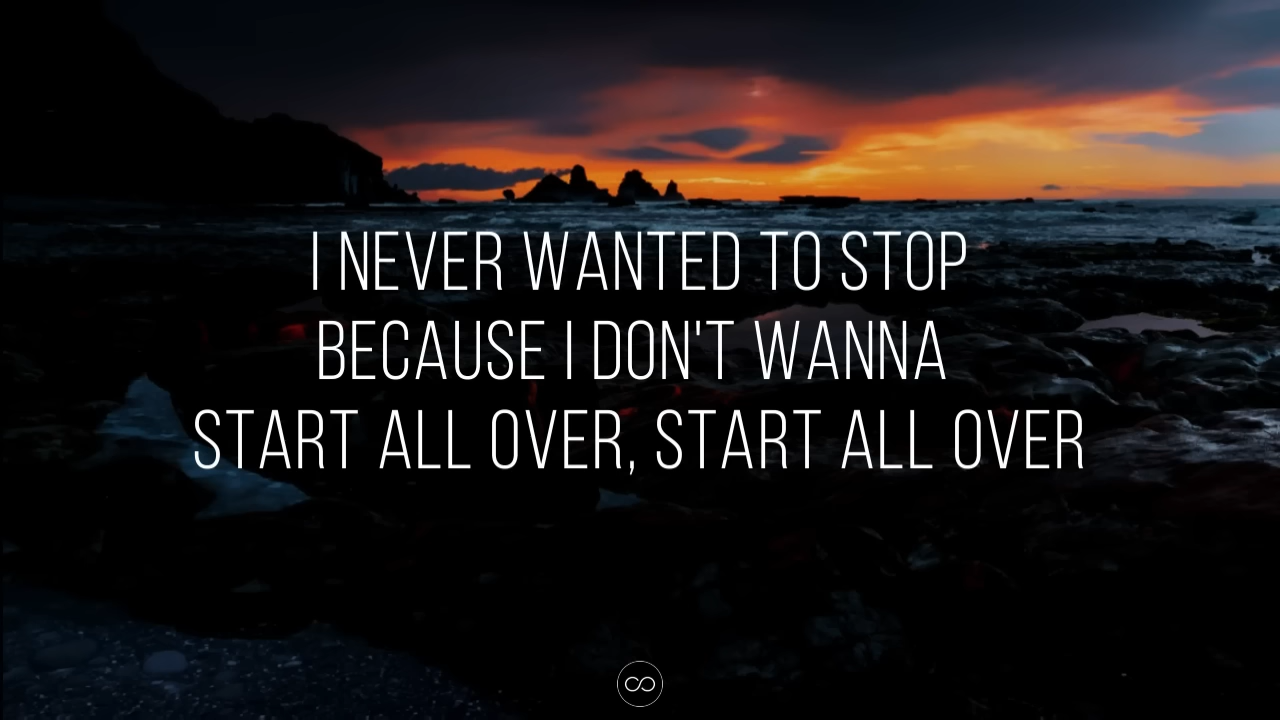 I NEVER WANTED TO STOP
BECAUSE I DON'T WANNA
START ALL OVER, START ALL OVER